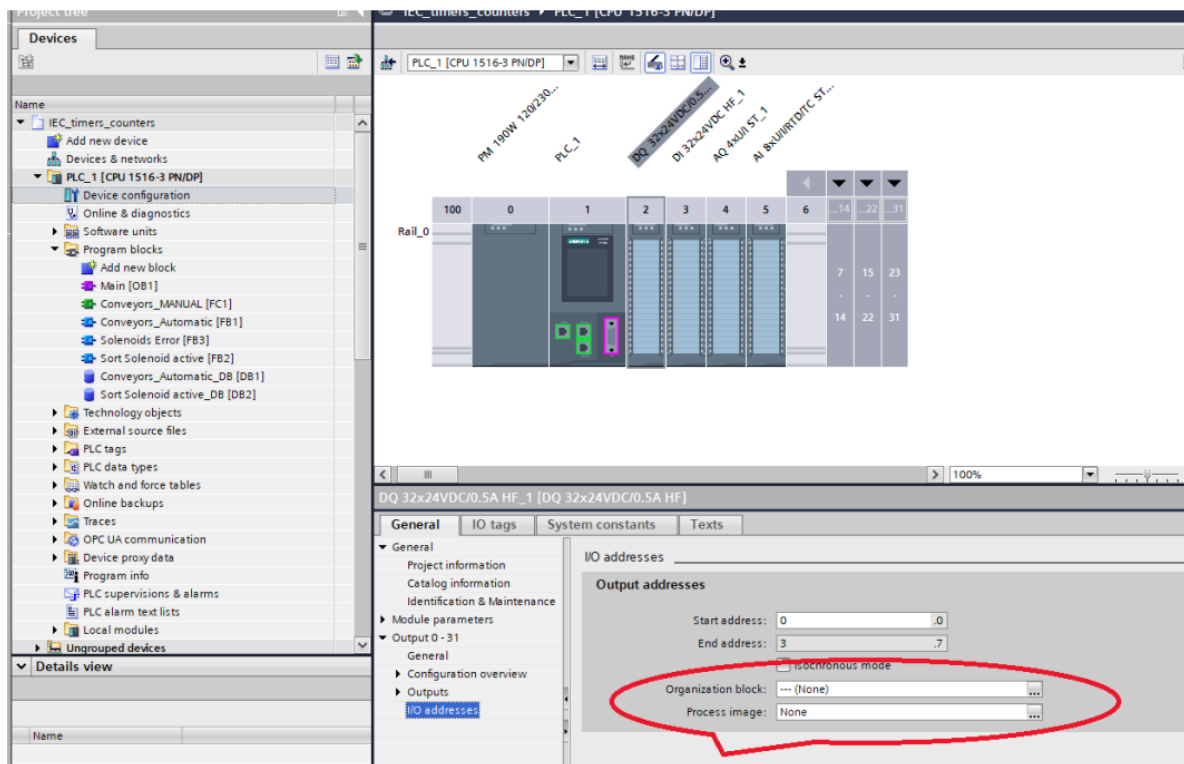 Project tree
IEC_timers_counters ▸ PLC_1 [CPU 1516-3 PN/DP]
Devices
PLC_1 [CPU 1516-3 PN/DP]
Name
IEC_timers_counters
Add new device
Devices & networks
PLC_1 [CPU 1516-3 PN/DP]
Device configuration
Online & diagnostics
Software units
Program blocks
Add new block
Main [OB1]
Conveyors_MANUAL [FC1]
Conveyors_Automatic [FB1]
Solenoids Error [FB3]
Sort Solenoid active [FB2]
Conveyors_Automatic_DB [DB1]
Sort Solenoid active_DB [DB2]
Technology objects
External source files
PLC tags
PLC data types
Watch and force tables
Online backups
Traces
OPC UA communication
Device proxy data
Program info
PLC supervisions & alarms
PLC alarm text lists
Local modules
Ungrouped devices
Details view
Name
PM 190W 120/230...
PLC_1
DQ 32x24VDC/0.5...
DI 32x24VDC HF_1
AQ 4xU/I ST_1
AI 8xU/I/RTD/TC ST...
100 0 1 2 3 4 5 6 ...14 ...22 ...31
Rail_0
7 15 23
- - -
14 22 31
SIEMENS
100%
DQ 32x24VDC/0.5A HF_1 [DQ 32x24VDC/0.5A HF]
General IO tags System constants Texts
General
Project information
Catalog information
Identification & Maintenance
Module parameters
Output 0 - 31
General
Configuration overview
Outputs
I/O addresses
I/O addresses
Output addresses
Start address: 0 .0
End address: 3 .7
Isochronous mode
Organization block: --- (None) ...
Process image: None ...